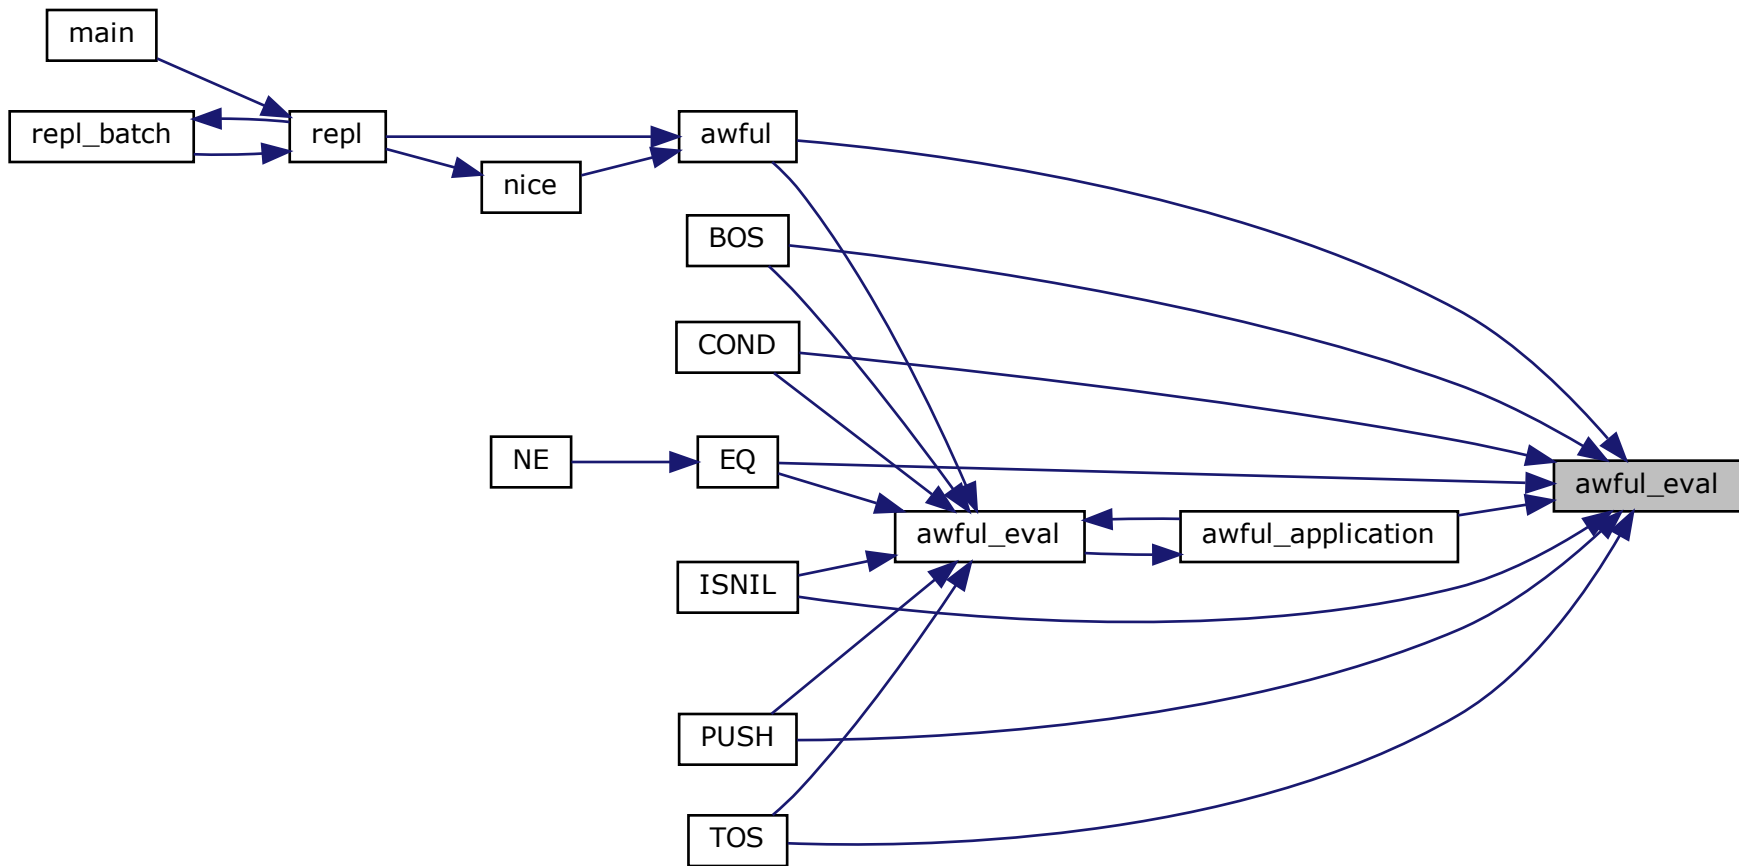 main
repl_batch
repl
awful
nice
BOS
COND
NE
EQ
awful_eval
awful_eval
awful_application
ISNIL
PUSH
TOS